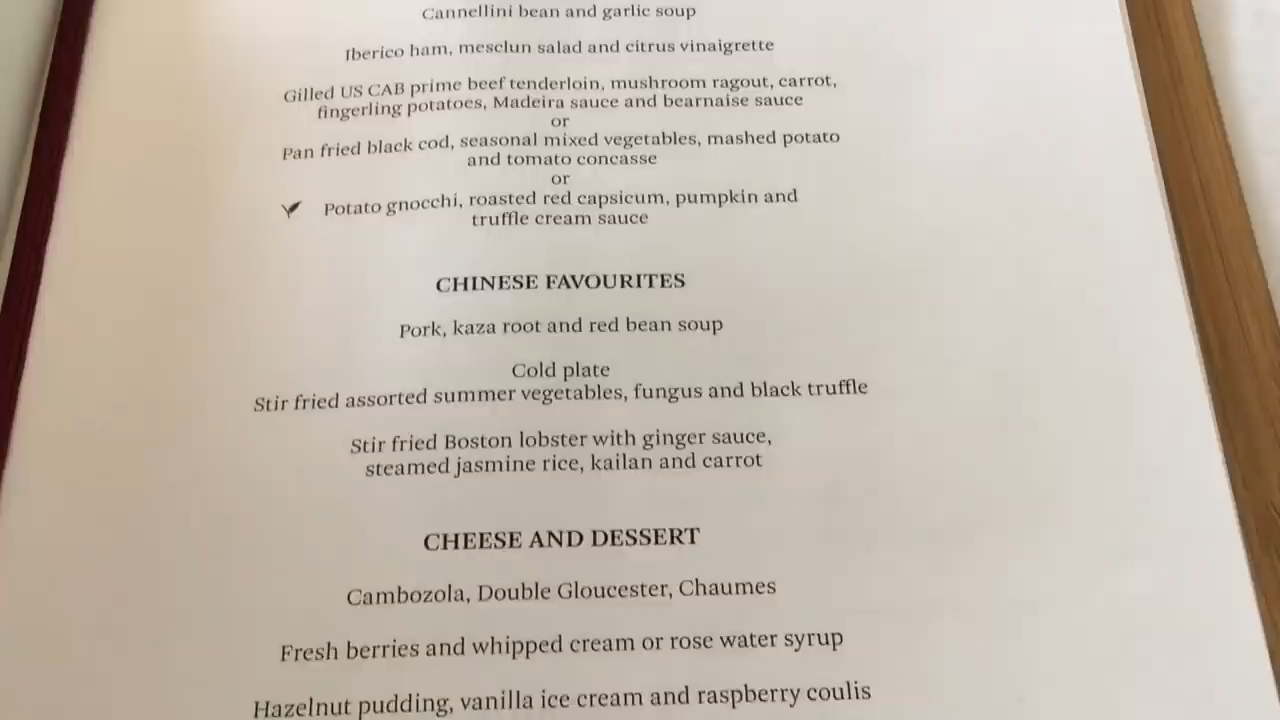 Cannellini bean and garlic soup
Iberico ham, mesclun salad and citrus vinaigrette
Gilled US CAB prime beef tenderloin, mushroom ragout, carrot,
fingerling potatoes, Madeira sauce and bearnaise sauce
or
Pan fried black cod, seasonal mixed vegetables, mashed potato
and tomato concasse
or
Potato gnocchi, roasted red capsicum, pumpkin and
truffle cream sauce
CHINESE FAVOURITES
Pork, kaza root and red bean soup
Cold plate
Stir fried assorted summer vegetables, fungus and black truffle
Stir fried Boston lobster with ginger sauce,
steamed jasmine rice, kailan and carrot
CHEESE AND DESSERT
Cambozola, Double Gloucester, Chaumes
Fresh berries and whipped cream or rose water syrup
Hazelnut pudding, vanilla ice cream and raspberry coulis